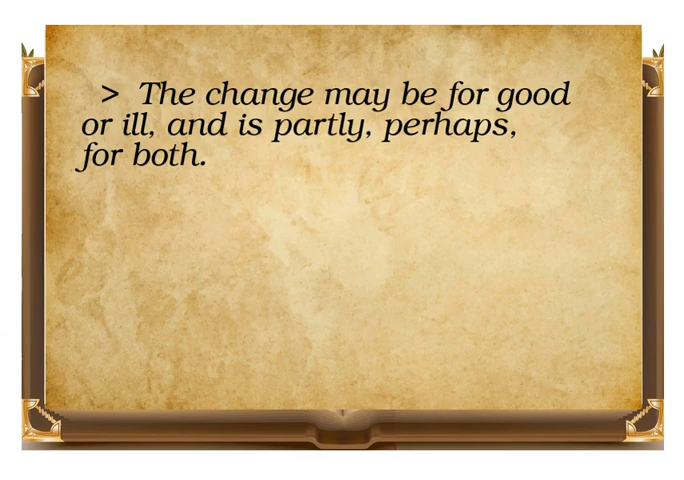 > The change may be for good
or ill, and is partly, perhaps,
for both.